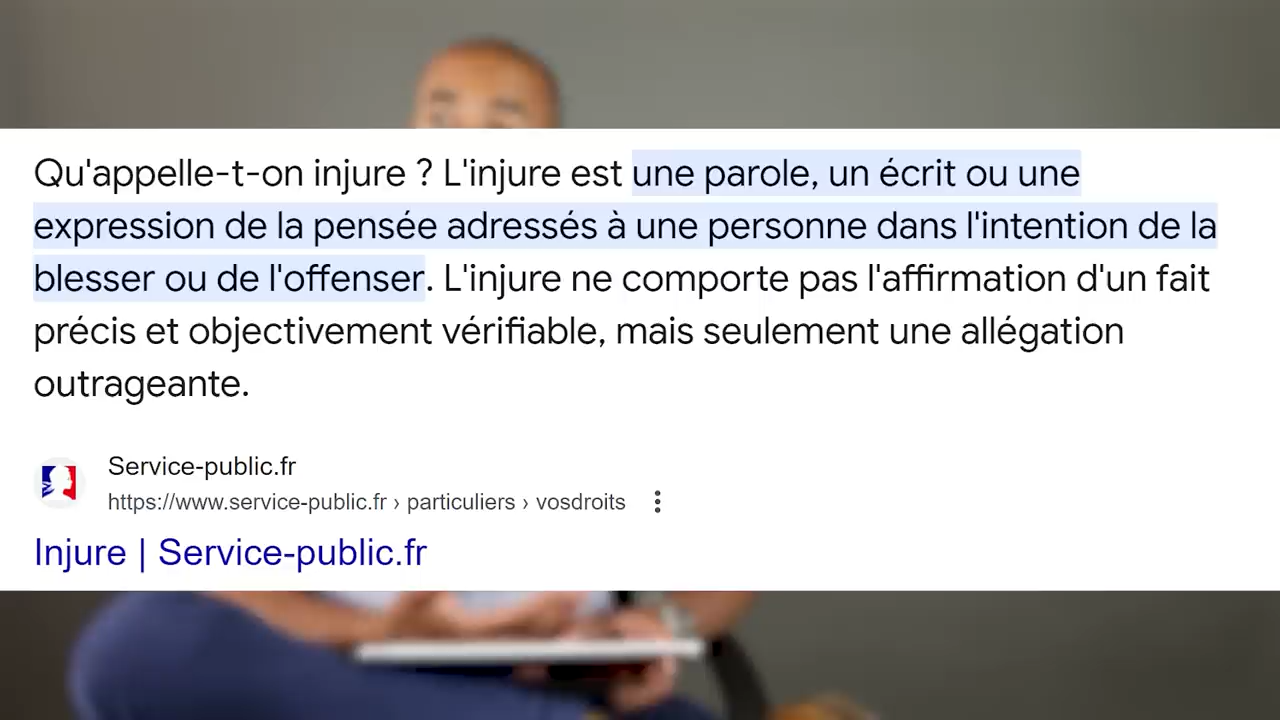 Qu'appelle-t-on injure ? L'injure est une parole, un écrit ou une
expression de la pensée adressés à une personne dans l'intention de la
blesser ou de l'offenser. L'injure ne comporte pas l'affirmation d'un fait
précis et objectivement vérifiable, mais seulement une allégation
outrageante.
Service-public.fr
https://www.service-public.fr › particuliers › vosdroits
Injure | Service-public.fr